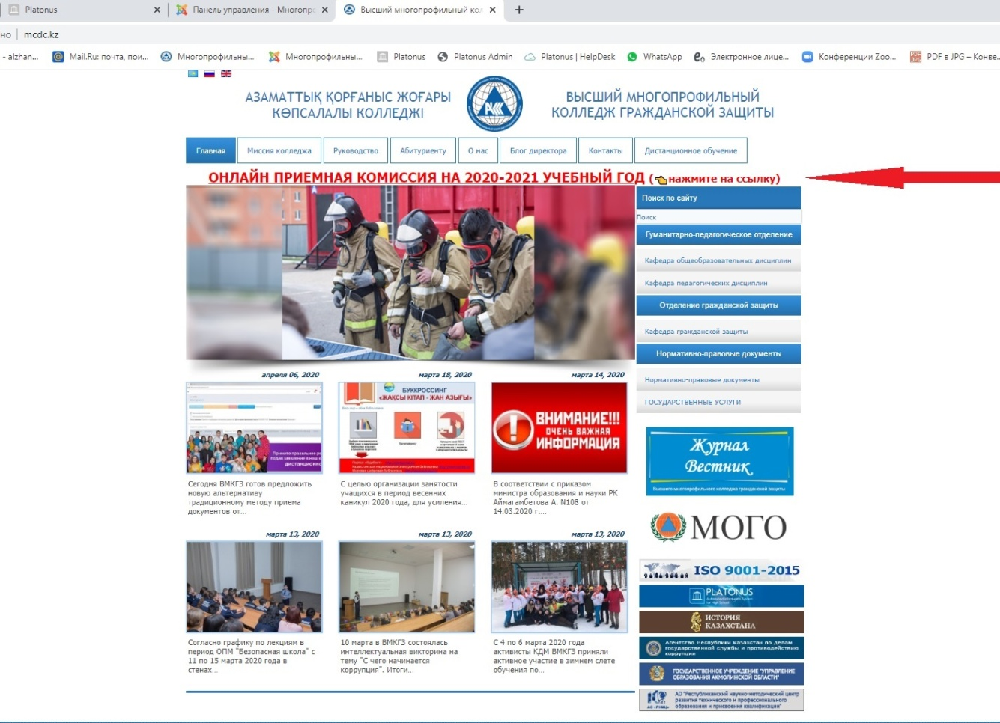 Platonus
Панель управления - Многопр
Высший многопрофильный ко
но | mcdc.kz
- alzhan...
Mail.Ru: почта, пои...
Многопрофильны...
Многопрофильны...
Platonus
Platonus Admin
Platonus | HelpDesk
WhatsApp
Электронное лице...
Конференции Zoo...
PDF в JPG – Конве..
АЗАМАТТЫҚ ҚОРҒАНЫС ЖОҒАРЫ
КӨПСАЛАЛЫ КОЛЛЕДЖІ
АКК
ВЫСШИЙ МНОГОПРОФИЛЬНЫЙ
КОЛЛЕДЖ ГРАЖДАНСКОЙ ЗАЩИТЫ
Главная
Миссия колледжа
Руководство
Абитуриенту
О нас
Блог директора
Контакты
Дистанционное обучение
ОНЛАЙН ПРИЕМНАЯ КОМИССИЯ НА 2020-2021 УЧЕБНЫЙ ГОД (нажмите на ссылку)
Поиск по сайту
Поиск
Гуманитарно-педагогическое отделение
Кафедра общеобразовательных дисциплин
Кафедра педагогических дисциплин
Отделение гражданской защиты
Кафедра гражданской защиты
Нормативно-правовые документы
Нормативно-правовые документы
ГОСУДАРСТВЕННЫЕ УСЛУГИ
апреля 06, 2020
Сегодня ВМКГЗ готов предложить
новую альтернативу
традиционному методу приема
документов от...
марта 18, 2020
БУККРОССИНГ
«ЖАҚСЫ КІТАП - ЖАН АЗЫҒЫ»
С целью организации занятости
учащихся в период весенних
каникул 2020 года, для усиления...
марта 14, 2020
ВНИМАНИЕ!!!
ОЧЕНЬ ВАЖНАЯ
ИНФОРМАЦИЯ
В соответствии с приказом
министра образования и науки РК
Аймагамбетова А. N108 от
14.03.2020 г....
марта 13, 2020
Согласно графику по лекциям в
период ОПМ "Безопасная школа" с
11 по 15 марта 2020 года в
стенах...
марта 13, 2020
10 марта в ВМКГЗ состоялась
интеллектуальная викторина на
тему "С чего начинается
коррупция". Итоги...
марта 13, 2020
С 4 по 6 марта 2020 года
активисты КДМ ВМКГЗ приняли
активное участие в зимнем слете
обучения по...
Журнал
Вестник
Высшего многопрофильного колледжа гражданской защиты
МОГО
ISO 9001-2015
PLATONUS
Automated Information System
for High School
ИСТОРИЯ
КАЗАХСТАНА
Агентство Республики Казахстан по делам
государственной службы и противодействию
коррупции
ГОСУДАРСТВЕННОЕ УЧРЕЖДЕНИЕ "УПРАВЛЕНИЕ
ОБРАЗОВАНИЯ АКМОЛИНСКОЙ ОБЛАСТИ"
АО "Республиканский научно-методический центр
развития технического и профессионального
образования и присвоения квалификации"